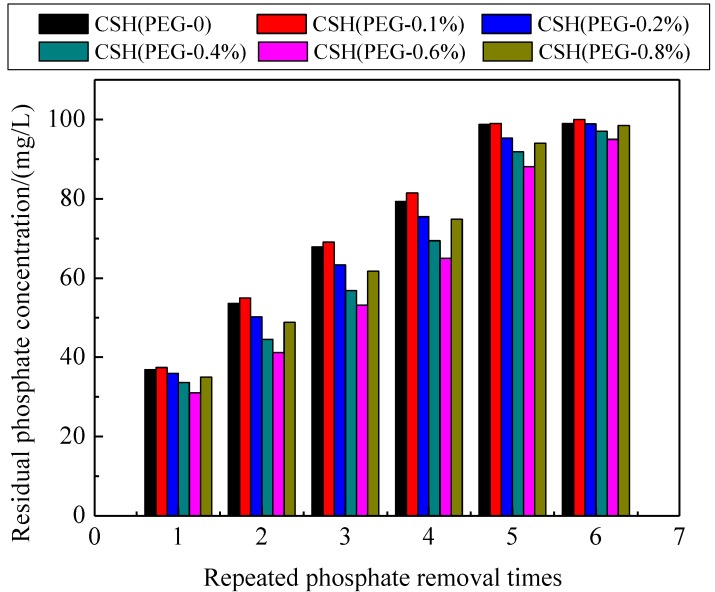 CSH(PEG-0) CSH(PEG-0.1%) CSH(PEG-0.2%)
CSH(PEG-0.4%) CSH(PEG-0.6%) CSH(PEG-0.8%)
Residual phosphate concentration/(mg/L)
100
80
60
40
20
0
0 1 2 3 4 5 6 7
Repeated phosphate removal times